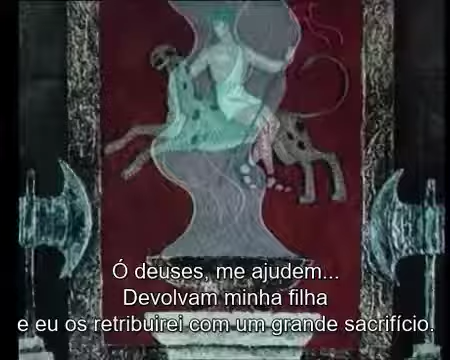 Ó deuses, me ajudem...
Devolvam minha filha
e eu os retribuirei com um grande sacrifício.